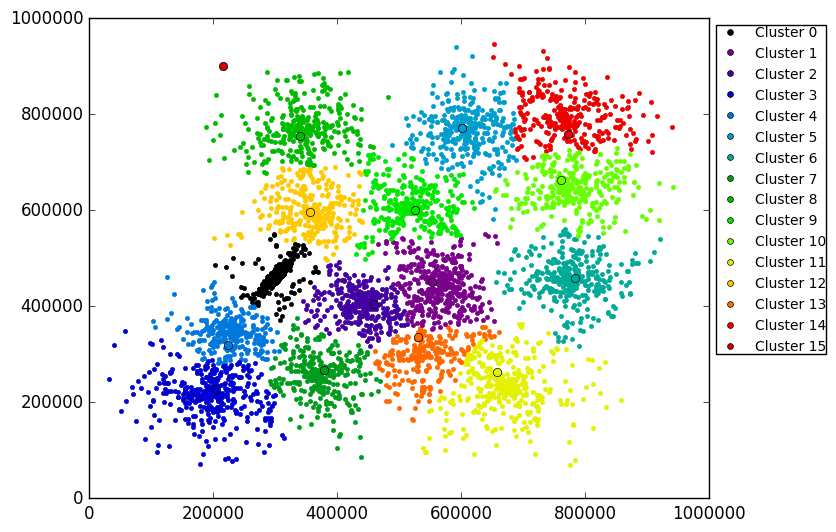 1000000
800000
600000
400000
200000
0
0
200000
400000
600000
800000
1000000
Cluster 0
Cluster 1
Cluster 2
Cluster 3
Cluster 4
Cluster 5
Cluster 6
Cluster 7
Cluster 8
Cluster 9
Cluster 10
Cluster 11
Cluster 12
Cluster 13
Cluster 14
Cluster 15